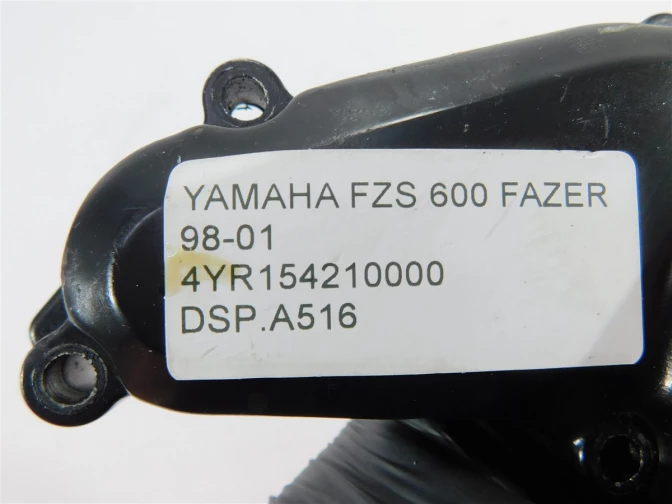 YAMAHA FZS 600 FAZER
98-01
4YR154210000
DSP.A516